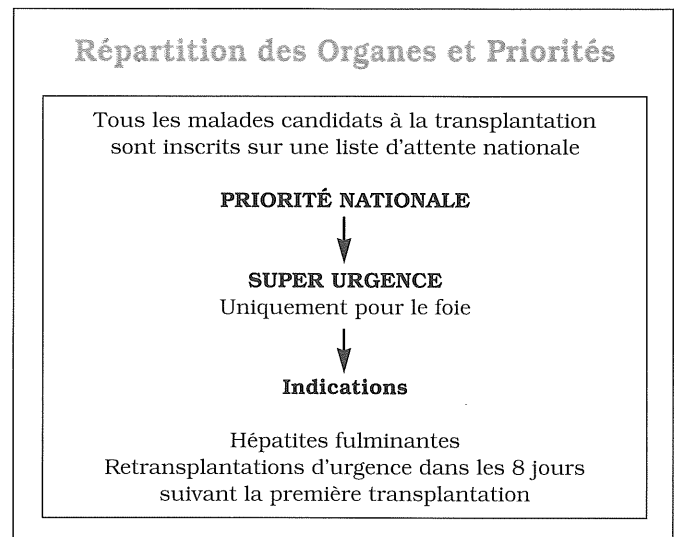 Répartition des Organes et Priorités
Tous les malades candidats à la transplantation
sont inscrits sur une liste d'attente nationale
PRIORITÉ NATIONALE
SUPER URGENCE
Uniquement pour le foie
Indications
Hépatites fulminantes
Retransplantations d'urgence dans les 8 jours
suivant la première transplantation